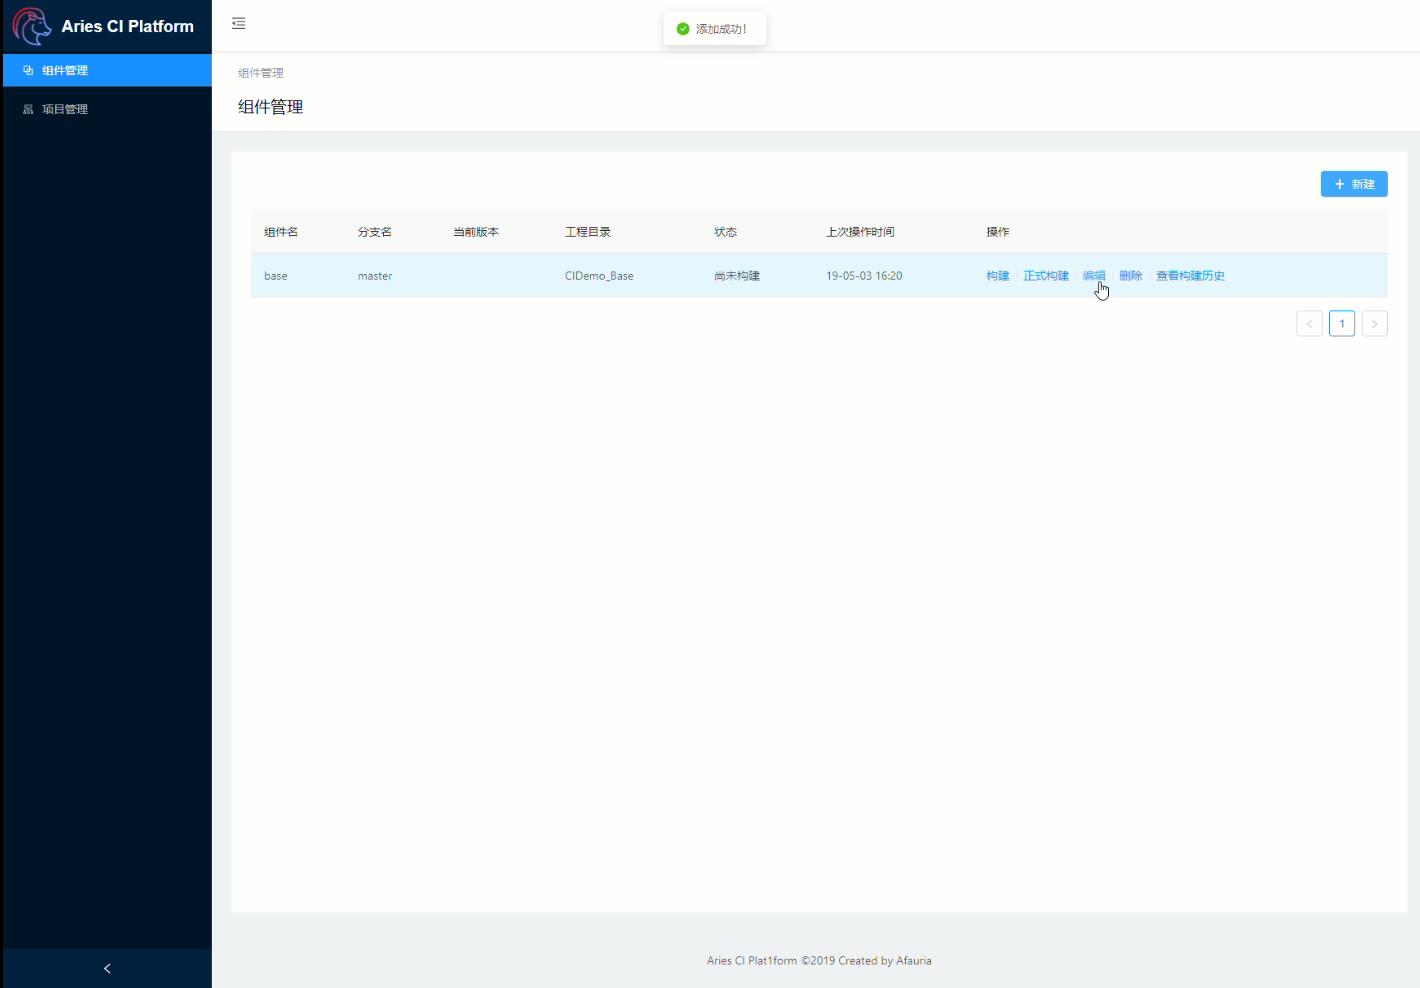 Aries CI Platform
添加成功!
组件管理
项目管理
组件管理
组件管理
+ 新建
组件名 分支名 当前版本 工程目录 状态 上次操作时间 操作
base master CIDemo_Base 尚未构建 19-05-03 16:20 构建 正式构建 编辑 删除 查看构建历史
< 1 >
Aries CI Plat1form ©2019 Created by Afauria